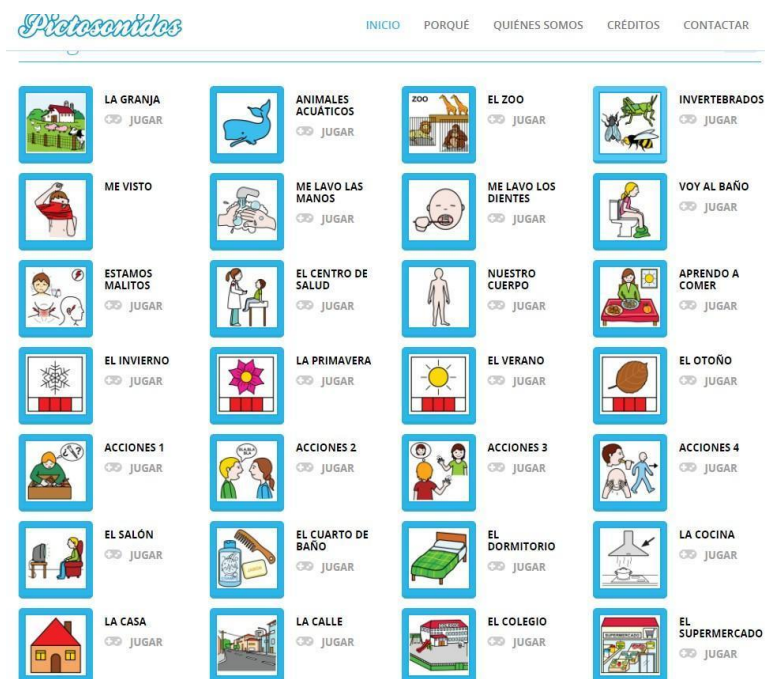 Pictosonidos
INICIO PORQUÉ QUIÉNES SOMOS CRÉDITOS CONTACTAR
LA GRANJA
JUGAR
ANIMALES
ACUÁTICOS
JUGAR
ZOO
EL ZOO
JUGAR
INVERTEBRADOS
JUGAR
ME VISTO
ME LAVO LAS
MANOS
JUGAR
ME LAVO LOS
DIENTES
JUGAR
VOY AL BAÑO
JUGAR
ESTAMOS
MALITOS
JUGAR
EL CENTRO DE
SALUD
JUGAR
NUESTRO
CUERPO
JUGAR
APRENDO A
COMER
JUGAR
EL INVIERNO
JUGAR
LA PRIMAVERA
JUGAR
EL VERANO
JUGAR
EL OTOÑO
JUGAR
ACCIONES 1
JUGAR
ACCIONES 2
JUGAR
ACCIONES 3
JUGAR
ACCIONES 4
JUGAR
EL SALÓN
JUGAR
EL CUARTO DE
BAÑO
JUGAR
EL
DORMITORIO
JUGAR
LA COCINA
JUGAR
LA CASA
JUGAR
LA CALLE
JUGAR
EL COLEGIO
JUGAR
SUPERMERCADO
EL
SUPERMERCADO
JUGAR